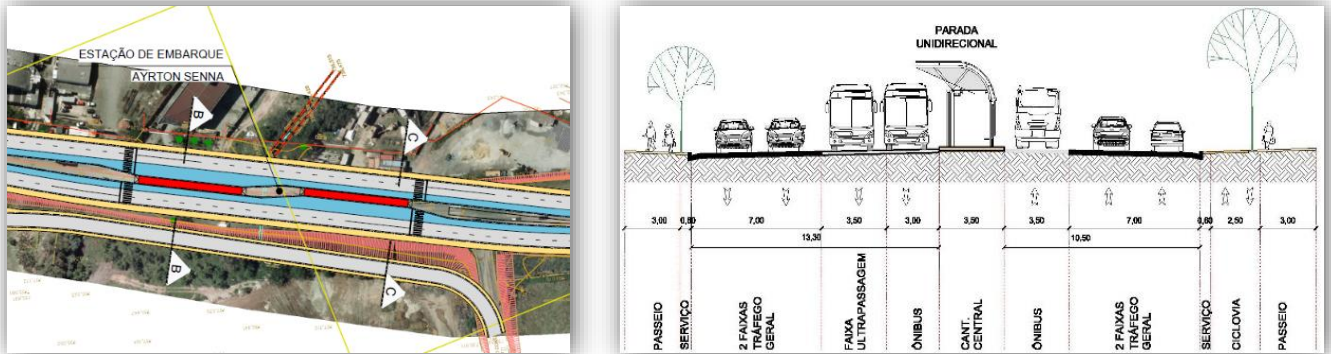 ESTAÇÃO DE EMBARQUE
AYRTON SENNA
B
C
B
C
PARADA
UNIDIRECIONAL
3,00
0,80
7,00
3,50
3,00
3,50
3,50
7,00
0,80
2,50
3,00
13,30
10,50
PASSEIO
SERVIÇO
2 FAIXAS
TRÁFEGO
GERAL
FAIXA
ULTRAPASSAGEM
ÔNIBUS
CANT.
CENTRAL
ÔNIBUS
2 FAIXAS
TRÁFEGO
GERAL
SERVIÇO
CICLOVIA
PASSEIO